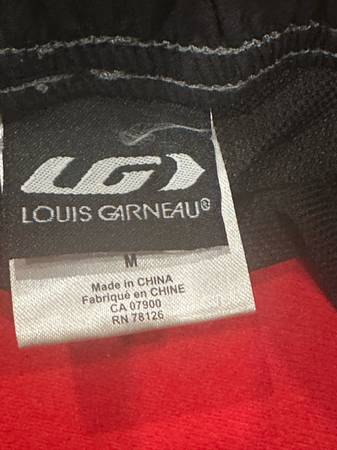 LG
LOUIS GARNEAU®
M
Made in CHINA
Fabriqué en CHINE
CA 07900
RN 78126